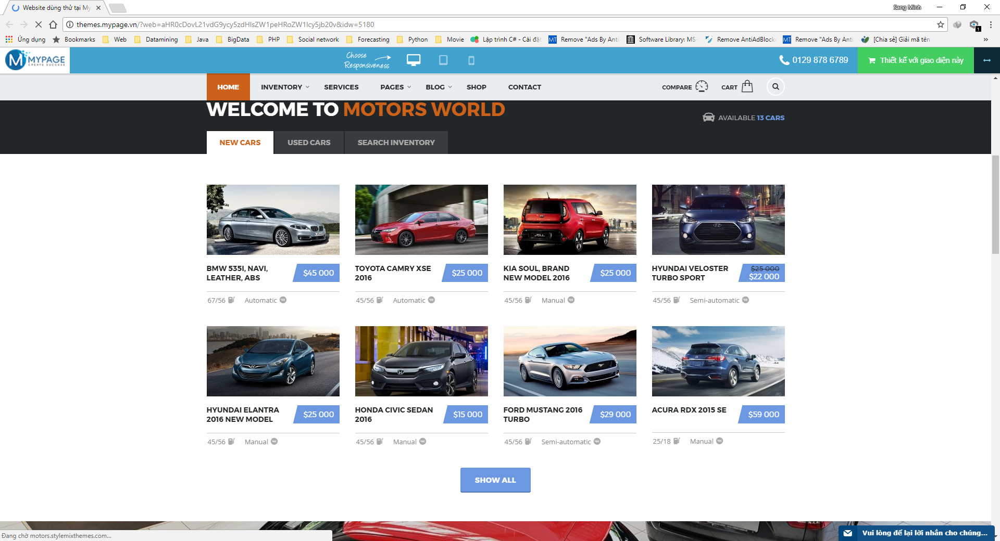 Website dùng thử tại My
Sang Minh
themes.mypage.vn/?web=aHR0cDovL21vdG9ycy5zdHlsZW1peHRoZW1lcy5jb20v&idw=5180
1
Ứng dụng
Bookmarks
Web
Datamining
Java
BigData
PHP
Social network
Forecasting
Python
Movie
Lập trình C# - Cài đặt
MT
Remove "Ads By Anti
Software Library: MS-
Remove AntiAdBlock
MT
Remove "Ads By Anti
[Chia sẻ] Giải mã tên
»
M MYPAGE
CREATE SUCCESS
Choose
Responsiveness
0129 878 6789
Thiết kế với giao diện này
HOME
INVENTORY
SERVICES
PAGES
BLOG
SHOP
CONTACT
COMPARE
CART
WELCOME TO MOTORS WORLD
AVAILABLE 13 CARS
NEW CARS
USED CARS
SEARCH INVENTORY
BMW 535I, NAVI,
LEATHER, ABS
$45 000
67/56
Automatic
TOYOTA CAMRY XSE
2016
$25 000
45/56
Automatic
KIA SOUL, BRAND
NEW MODEL 2016
$25 000
45/56
Manual
HYUNDAI VELOSTER
TURBO SPORT
$25 000
$22 000
45/56
Semi-automatic
HYUNDAI ELANTRA
2016 NEW MODEL
$25 000
45/56
Manual
HONDA CIVIC SEDAN
2016
$15 000
45/56
Manual
FORD MUSTANG 2016
TURBO
$29 000
45/56
Semi-automatic
ACURA RDX 2015 SE
$59 000
25/18
Manual
SHOW ALL
Đang chờ motors.stylemixthemes.com...
Vui lòng để lại lời nhắn cho chúng...